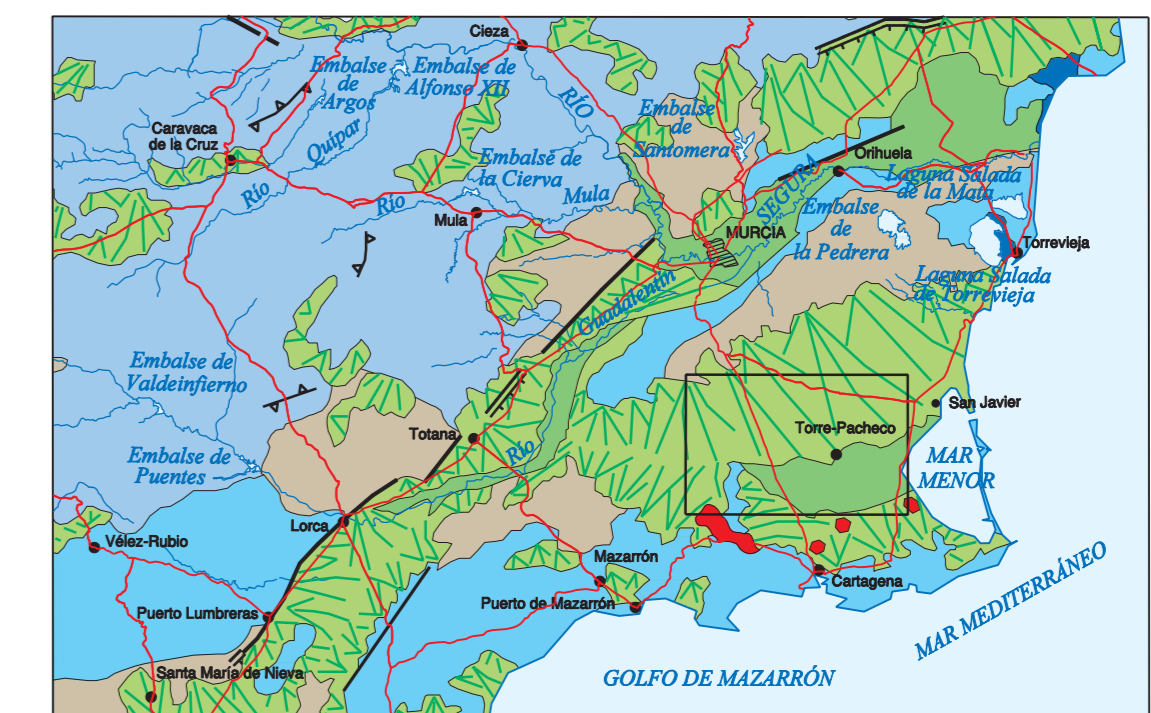 Cieza
Embalse
de
Argos
Embalse de
Alfonso XII
RÍO
Embalse
de
Santomera
Caravaca
de la Cruz
Quípar
Río
Embalse de
la Cierva
Mula
Río
Mula
Orihuela
SEGURA
Laguna Salada
de la Mata
Embalse
de
la Pedrera
MURCIA
Torrevieja
Laguna Salada
de Torrevieja
Guadalentín
Embalse de
Valdeinfierno
San Javier
Torre-Pacheco
Totana
Río
Embalse de
Puentes
MAR
MENOR
Lorca
Vélez-Rubio
Mazarrón
Cartagena
Puerto de Mazarrón
Puerto Lumbreras
MAR MEDITERRÁNEO
Santa María de Nieva
GOLFO DE MAZARRÓN